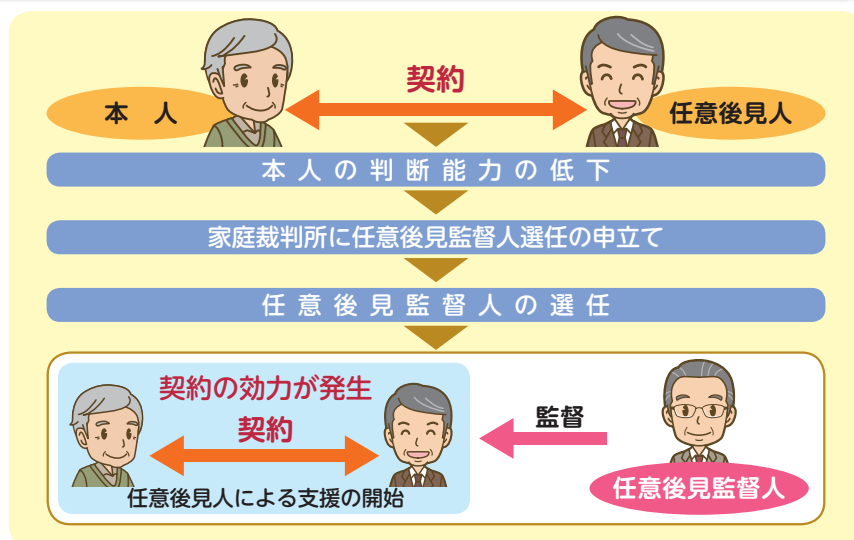 契約
本 人
任意後見人
本人の判断能力の低下
家庭裁判所に任意後見監督人選任の申立て
任意後見監督人の選任
契約の効力が発生
契約
監督
任意後見人による支援の開始
任意後見監督人